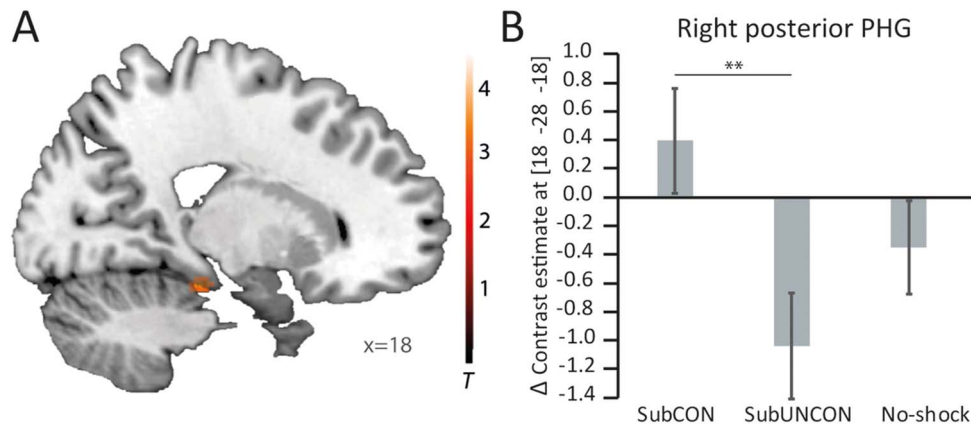 A
4
3
2
1
T
x=18
B
Right posterior PHG
Δ Contrast estimate at [18 -28 -18]
1.0
0.8
0.6
0.4
0.2
0.0
-0.2
-0.4
-0.6
-0.8
-1.0
-1.2
-1.4
**
SubCON SubUNCON No-shock